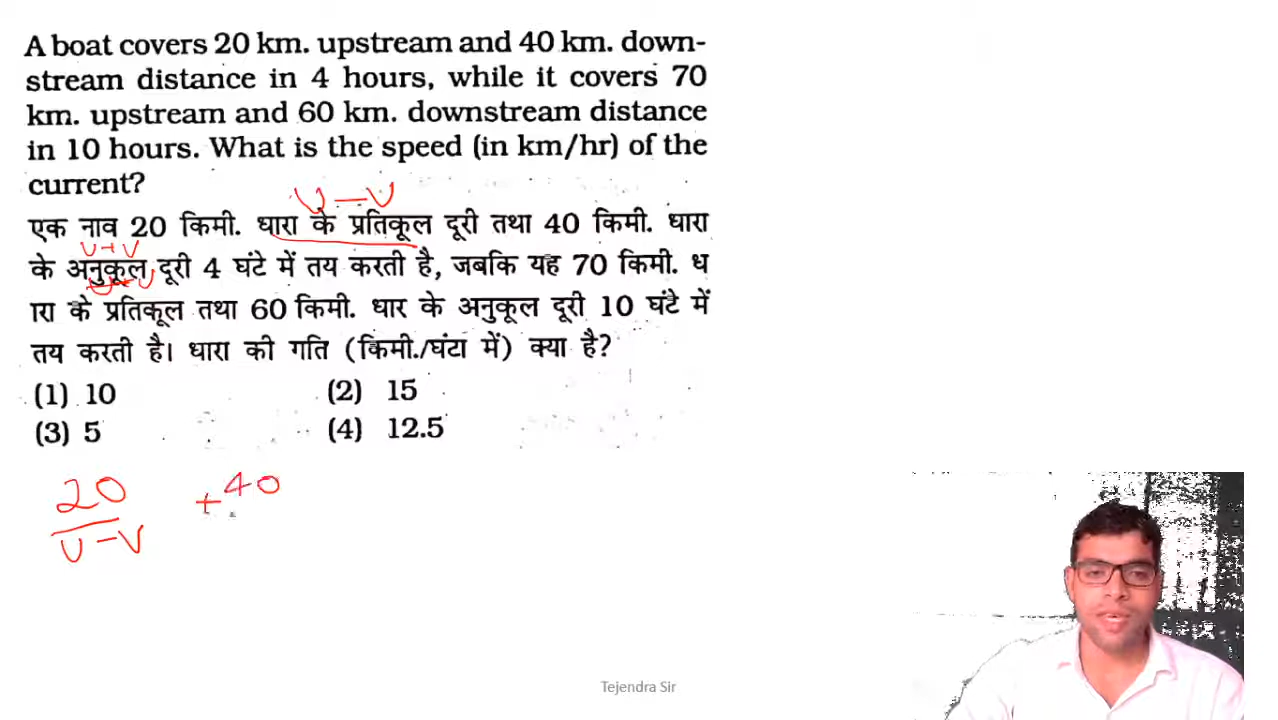 A boat covers 20 km. upstream and 40 km. down-
stream distance in 4 hours, while it covers 70
km. upstream and 60 km. downstream distance
in 10 hours. What is the speed (in km/hr) of the
current?
U-V
एक नाव 20 किमी. धारा के प्रतिकूल दूरी तथा 40 किमी. धारा
U+V
के अनुकूल दूरी 4 घंटे में तय करती है, जबकि यह 70 किमी. ध
ारा के प्रतिकूल तथा 60 किमी. धार के अनुकूल दूरी 10 घंटे में
तय करती है। धारा की गति (किमी./घंटा में) क्या है?
(1) 10 (2) 15
(3) 5 (4) 12.5
20 +40
U-V
Tejendra Sir